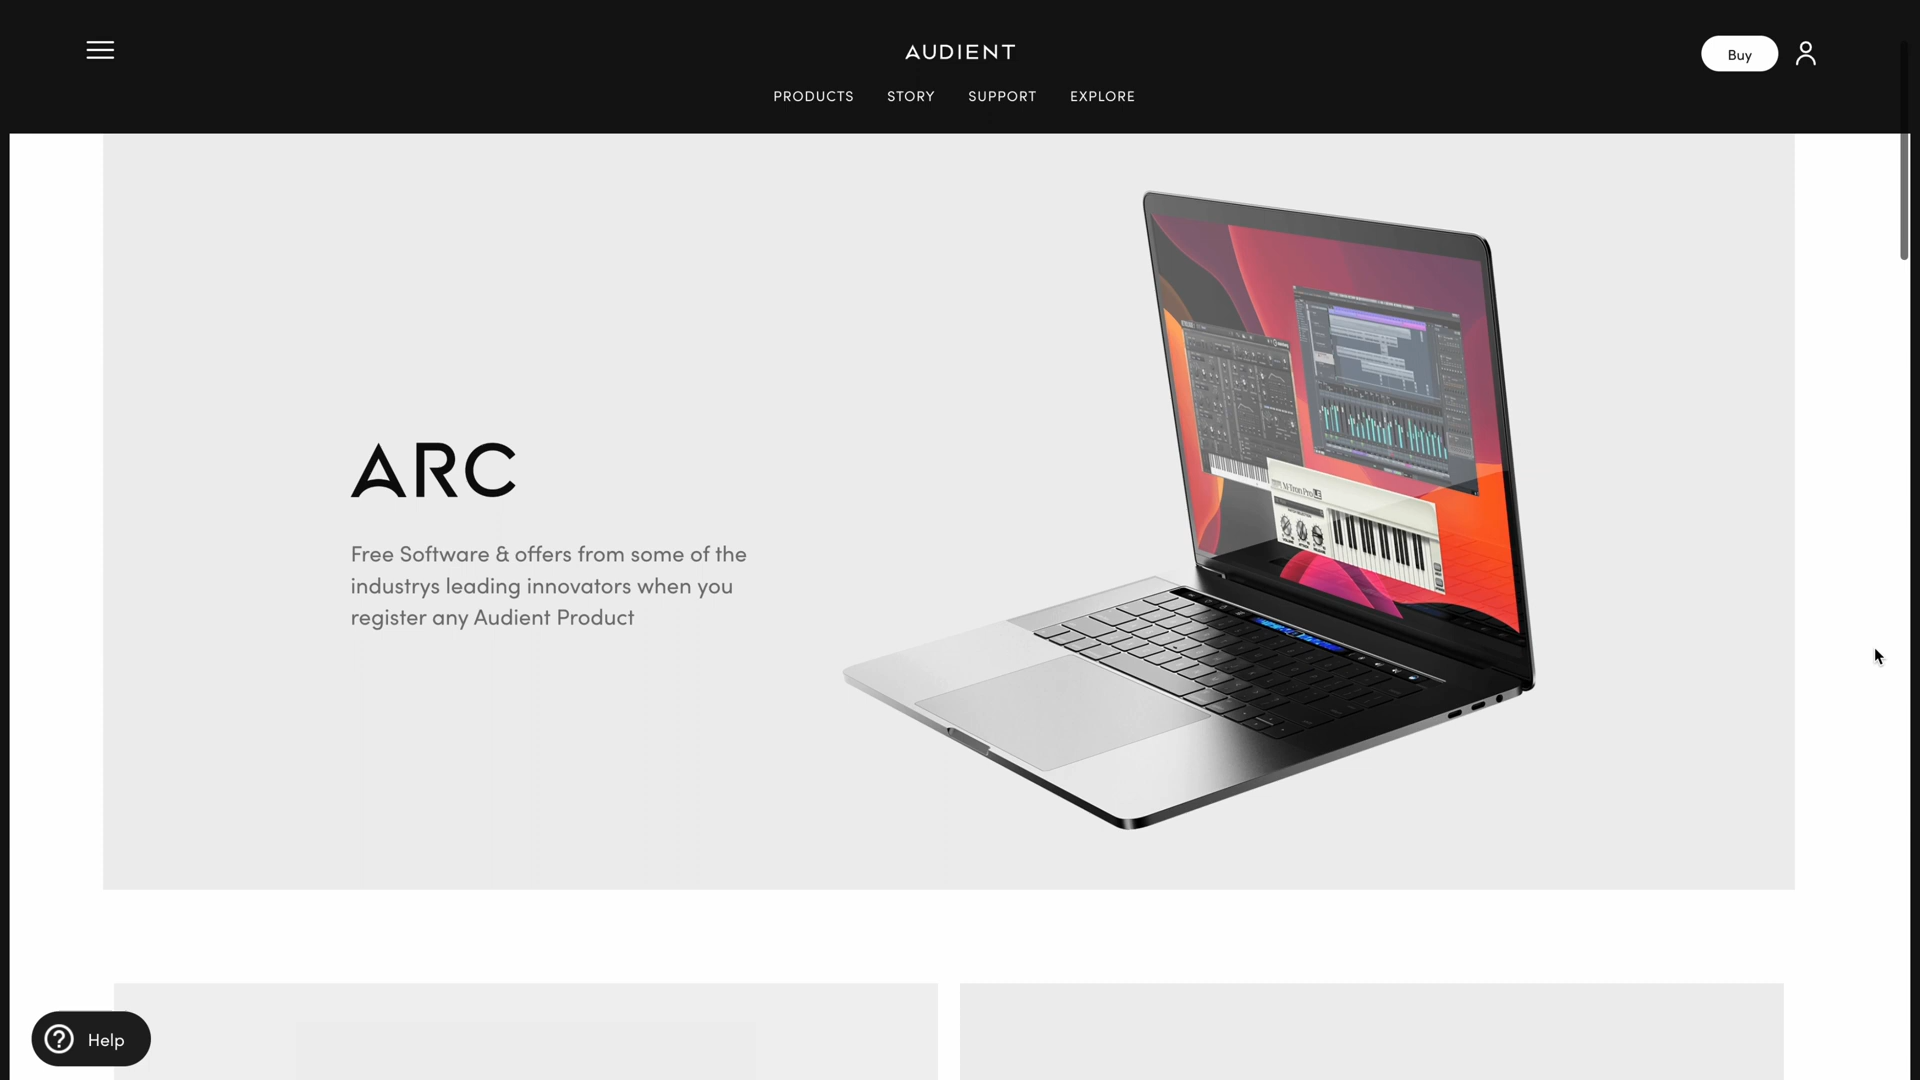 AUDIENT
Buy
PRODUCTS STORY SUPPORT EXPLORE
ARC
Free Software & offers from some of the
industrys leading innovators when you
register any Audient Product
Help